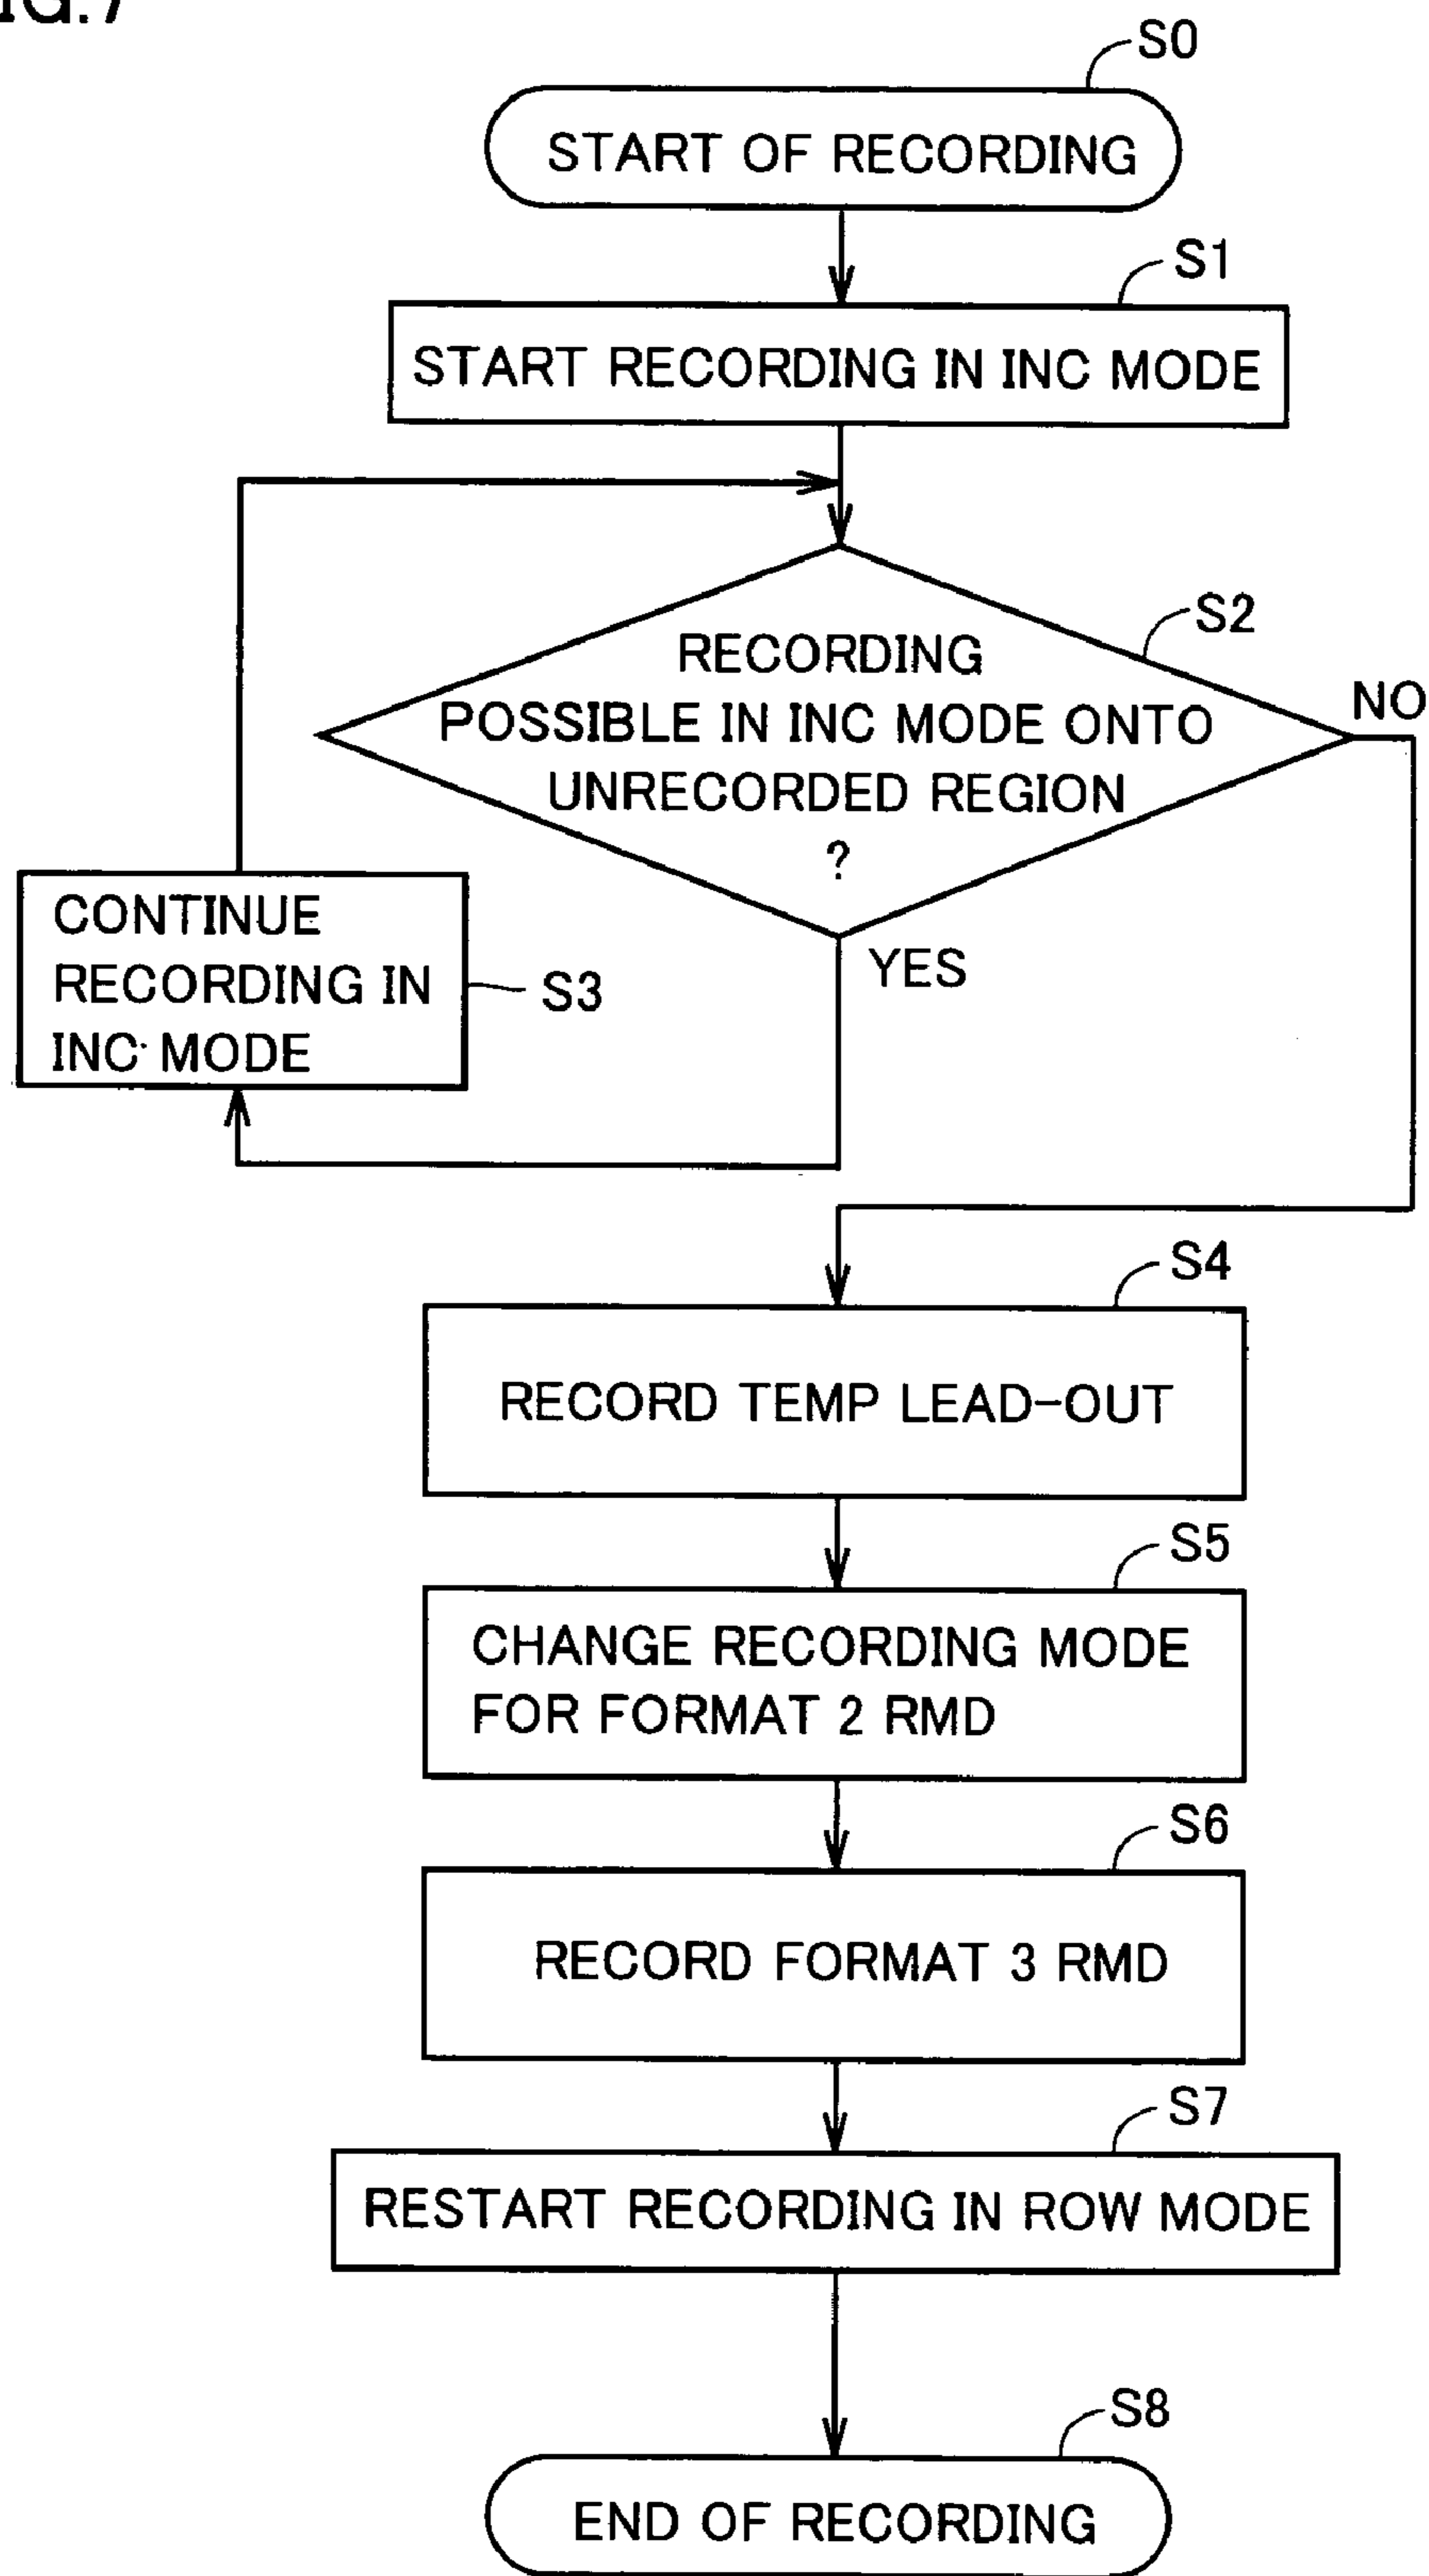 FIG.7
S0
START OF RECORDING
S1
START RECORDING IN INC MODE
S2
RECORDING
POSSIBLE IN INC MODE ONTO
UNRECORDED REGION
?
NO
YES
CONTINUE
RECORDING IN
INC MODE
S3
S4
RECORD TEMP LEAD-OUT
S5
CHANGE RECORDING MODE
FOR FORMAT 2 RMD
S6
RECORD FORMAT 3 RMD
S7
RESTART RECORDING IN ROW MODE
S8
END OF RECORDING